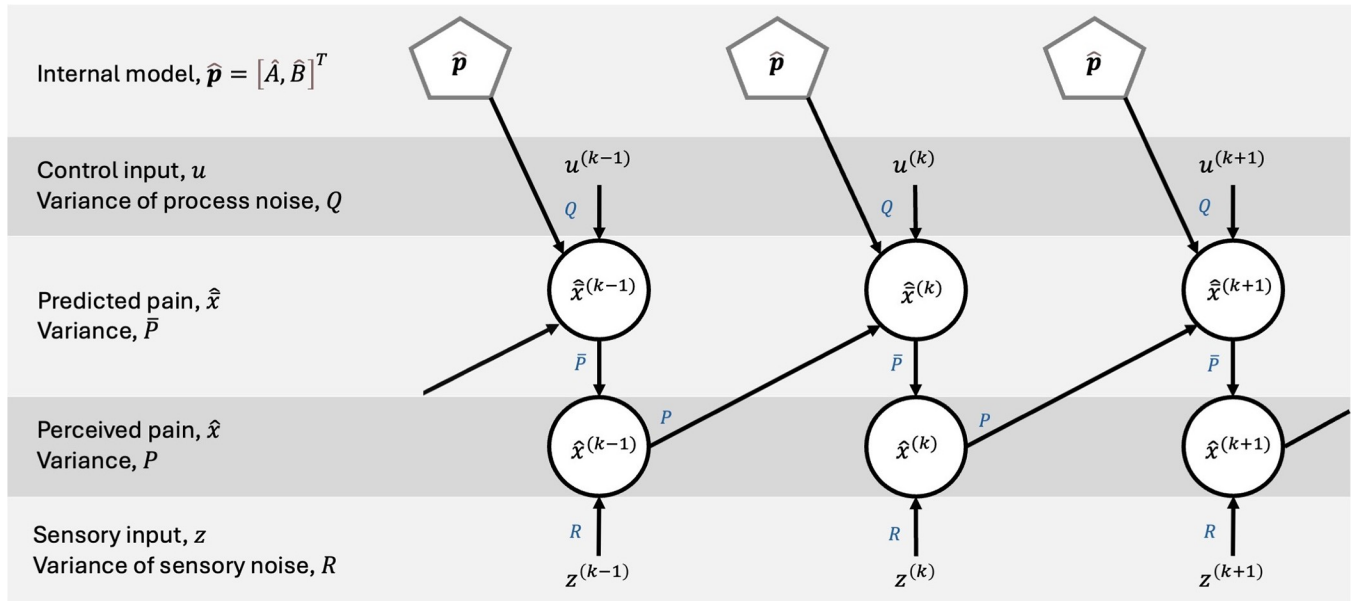 Internal model, p̂ = [Â, B̂]ᵀ
p̂ p̂ p̂
Control input, u
Variance of process noise, Q
u⁽ᵏ⁻¹⁾ u⁽ᵏ⁾ u⁽ᵏ⁺¹⁾
Q Q Q
Predicted pain, x̄̂
Variance, P̄
x̄̂⁽ᵏ⁻¹⁾ x̄̂⁽ᵏ⁾ x̄̂⁽ᵏ⁺¹⁾
P̄ P̄ P̄
Perceived pain, x̂
Variance, P
P P
x̂⁽ᵏ⁻¹⁾ x̂⁽ᵏ⁾ x̂⁽ᵏ⁺¹⁾
Sensory input, z
Variance of sensory noise, R
R R R
z⁽ᵏ⁻¹⁾ z⁽ᵏ⁾ z⁽ᵏ⁺¹⁾